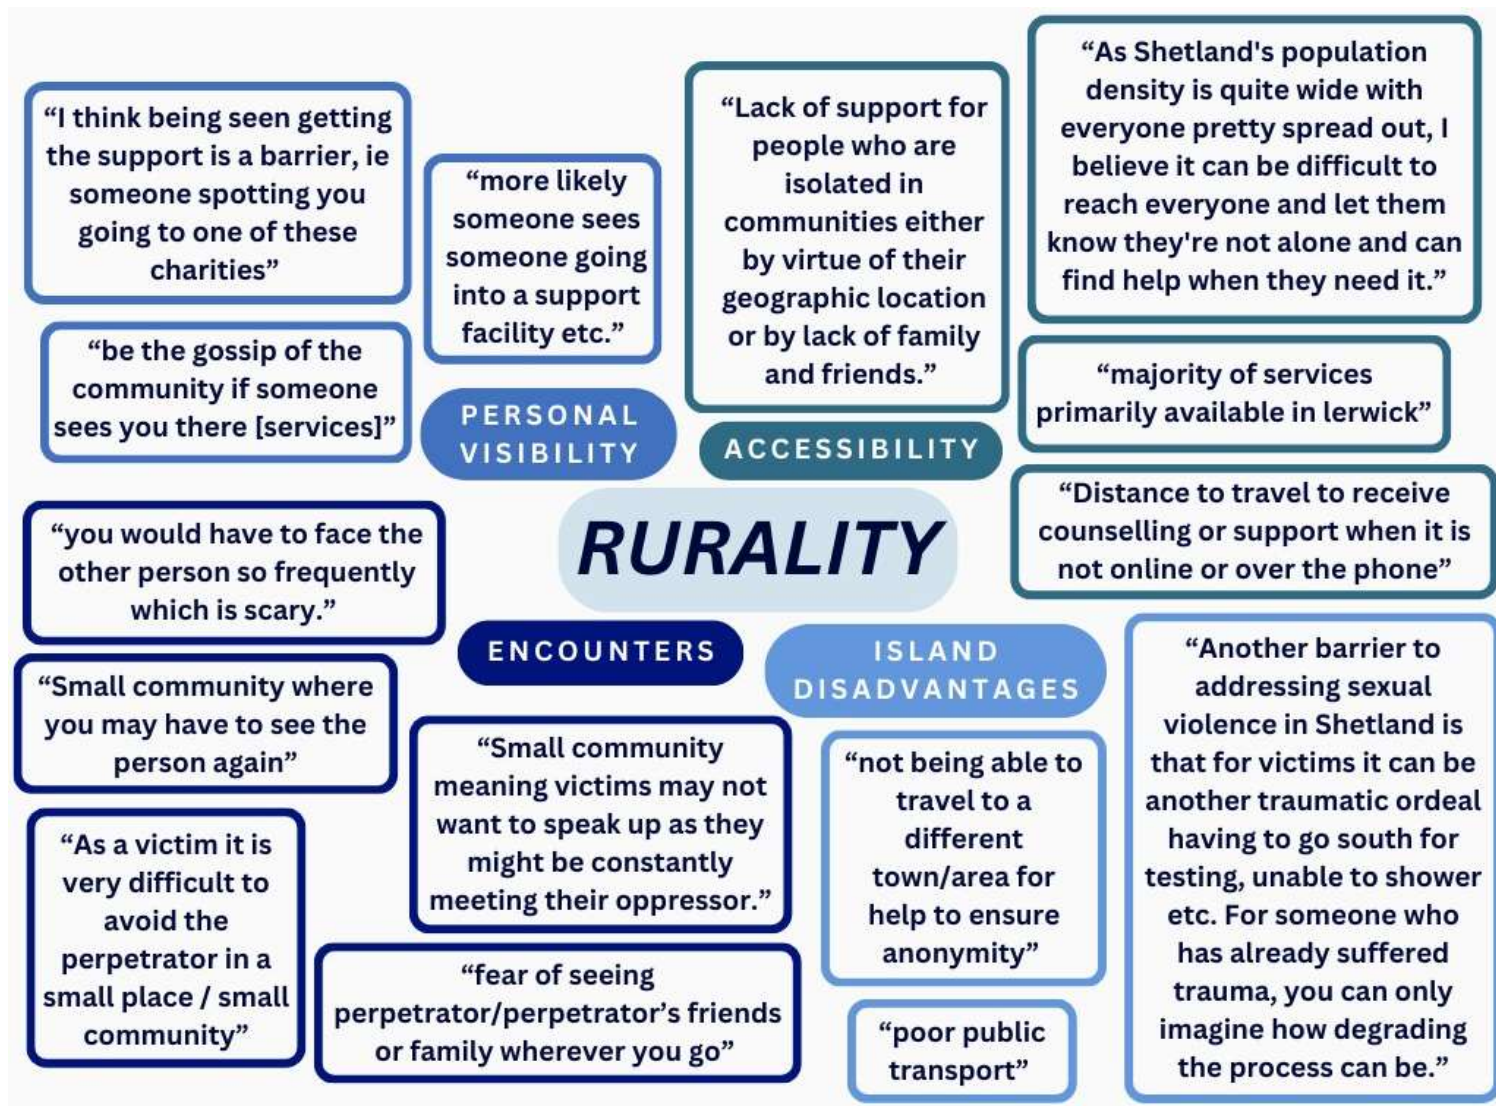 “I think being seen getting
the support is a barrier, ie
someone spotting you
going to one of these
charities”
“more likely
someone sees
someone going
into a support
facility etc.”
“be the gossip of the
community if someone
sees you there [services]”
PERSONAL
VISIBILITY
“Lack of support for
people who are
isolated in
communities either
by virtue of their
geographic location
or by lack of family
and friends.”
“As Shetland's population
density is quite wide with
everyone pretty spread out, I
believe it can be difficult to
reach everyone and let them
know they're not alone and can
find help when they need it.”
“majority of services
primarily available in lerwick”
ACCESSIBILITY
“Distance to travel to receive
counselling or support when it is
not online or over the phone”
RURALITY
“you would have to face the
other person so frequently
which is scary.”
ENCOUNTERS
“Small community where
you may have to see the
person again”
“Small community
meaning victims may not
want to speak up as they
might be constantly
meeting their oppressor.”
“As a victim it is
very difficult to
avoid the
perpetrator in a
small place / small
community”
“fear of seeing
perpetrator/perpetrator’s friends
or family wherever you go”
ISLAND
DISADVANTAGES
“not being able to
travel to a
different
town/area for
help to ensure
anonymity”
“poor public
transport”
“Another barrier to
addressing sexual
violence in Shetland is
that for victims it can be
another traumatic ordeal
having to go south for
testing, unable to shower
etc. For someone who
has already suffered
trauma, you can only
imagine how degrading
the process can be.”